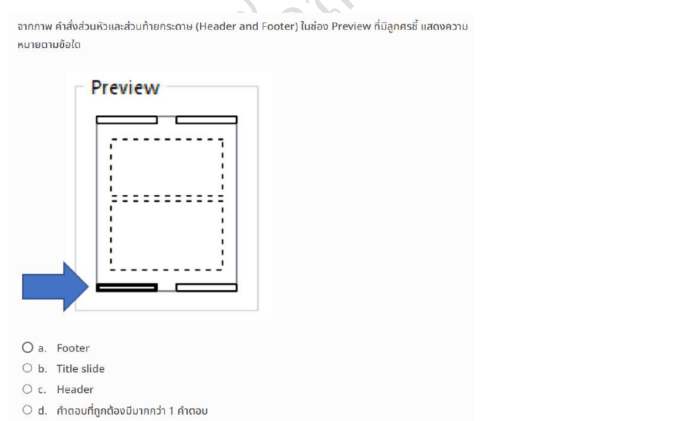 จากภาพ คำสั่งส่วนหัวและส่วนท้ายกระดาษ (Header and Footer) ในช่อง Preview ที่มีลูกศรชี้ แสดงความ
หมายตามข้อใด
Preview
a. Footer
b. Title slide
c. Header
d. คำตอบที่ถูกต้องมีมากกว่า 1 คำตอบ